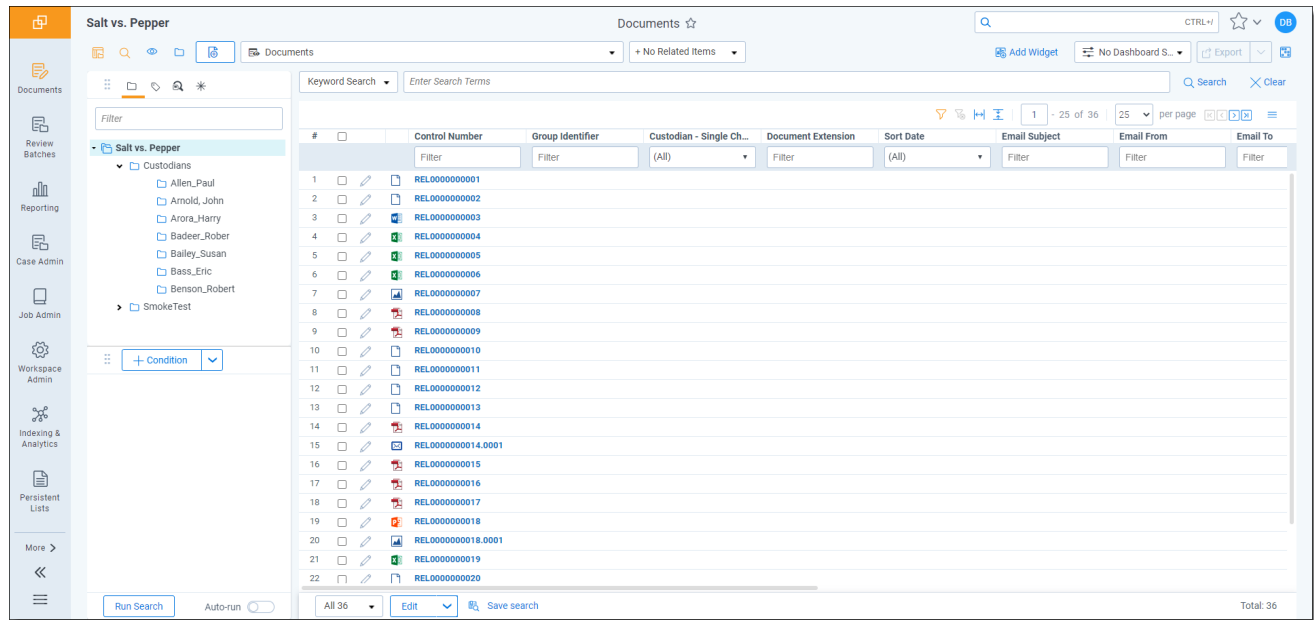 Salt vs. Pepper
Documents
CTRL+/
DB
Documents
+ No Related Items
Add Widget
No Dashboard S...
Export
Documents
Review
Batches
Reporting
Case Admin
Job Admin
Workspace
Admin
Indexing &
Analytics
Persistent
Lists
More
Filter
Salt vs. Pepper
Custodians
Allen_Paul
Arnold, John
Arora_Harry
Badeer_Rober
Bailey_Susan
Bass_Eric
Benson_Robert
SmokeTest
+ Condition
Run Search
Auto-run
Keyword Search
Enter Search Terms
Search
Clear
1 - 25 of 36
25 per page
# Control Number Group Identifier Custodian - Single Ch... Document Extension Sort Date Email Subject Email From Email To
Filter Filter (All) Filter (All) Filter Filter Filter
1 REL0000000001
2 REL0000000002
3 REL0000000003
4 REL0000000004
5 REL0000000005
6 REL0000000006
7 REL0000000007
8 REL0000000008
9 REL0000000009
10 REL0000000010
11 REL0000000011
12 REL0000000012
13 REL0000000013
14 REL0000000014
15 REL0000000014.0001
16 REL0000000015
17 REL0000000016
18 REL0000000017
19 REL0000000018
20 REL0000000018.0001
21 REL0000000019
22 REL0000000020
All 36
Edit
Save search
Total: 36